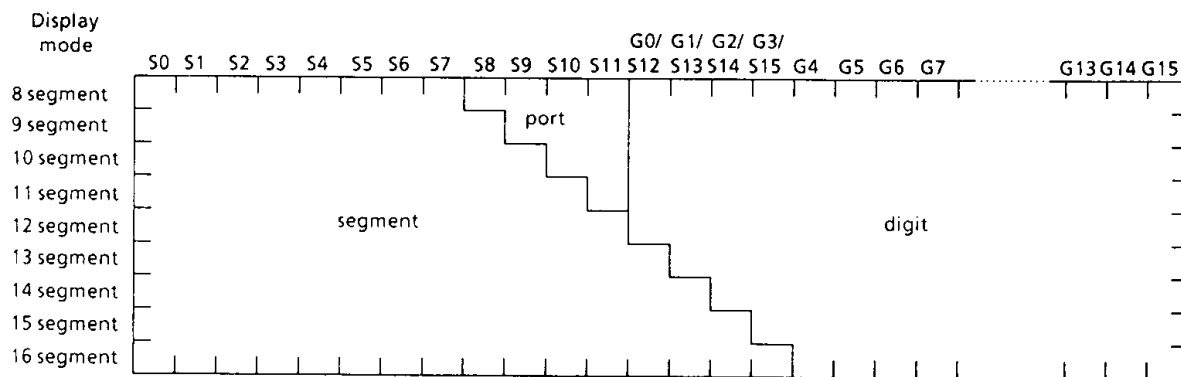 Display
mode
G0/ G1/ G2/ G3/
S0 S1 S2 S3 S4 S5 S6 S7 S8 S9 S10 S11 S12 S13 S14 S15 G4 G5 G6 G7 G13 G14 G15
8 segment
9 segment
10 segment
11 segment
12 segment
13 segment
14 segment
15 segment
16 segment
port
segment
digit